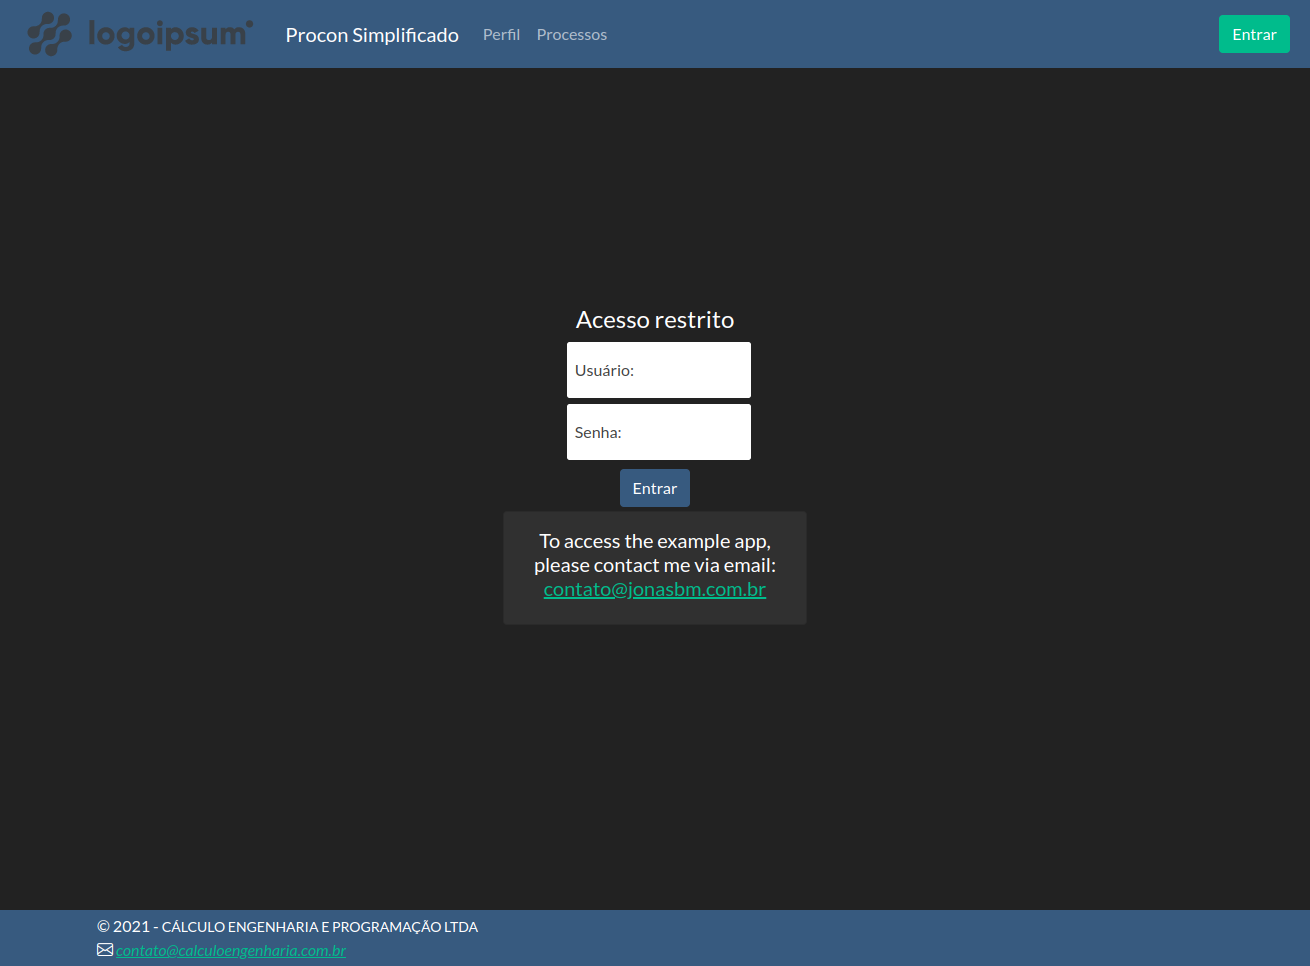 logoipsum
Procon Simplificado
Perfil
Processos
Entrar
Acesso restrito
Usuário:
Senha:
Entrar
To access the example app,
please contact me via email:
contato@jonasbm.com.br
© 2021 - CÁLCULO ENGENHARIA E PROGRAMAÇÃO LTDA
contato@calculoengenharia.com.br